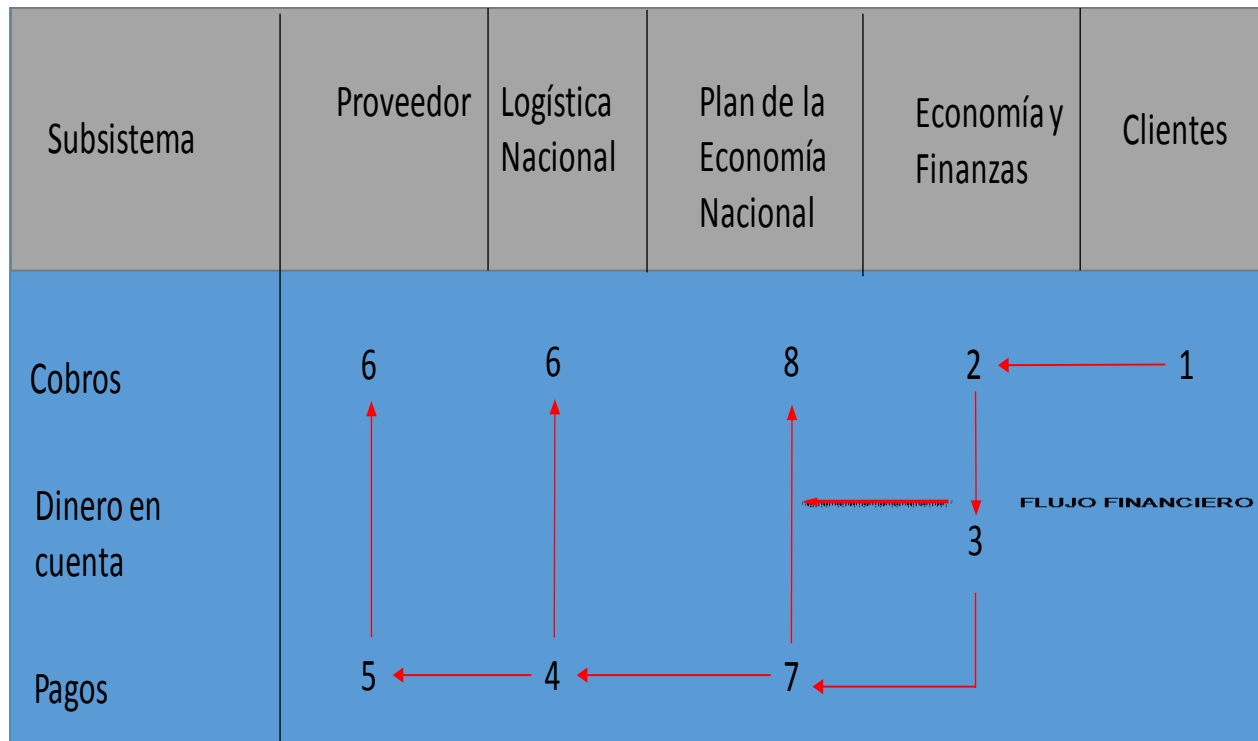 Subsistema
Proveedor
Logística
Nacional
Plan de la
Economía
Nacional
Economía y
Finanzas
Clientes
Cobros
6
6
8
2
1
Dinero en
cuenta
FLUJO FINANCIERO
3
Pagos
5
4
7